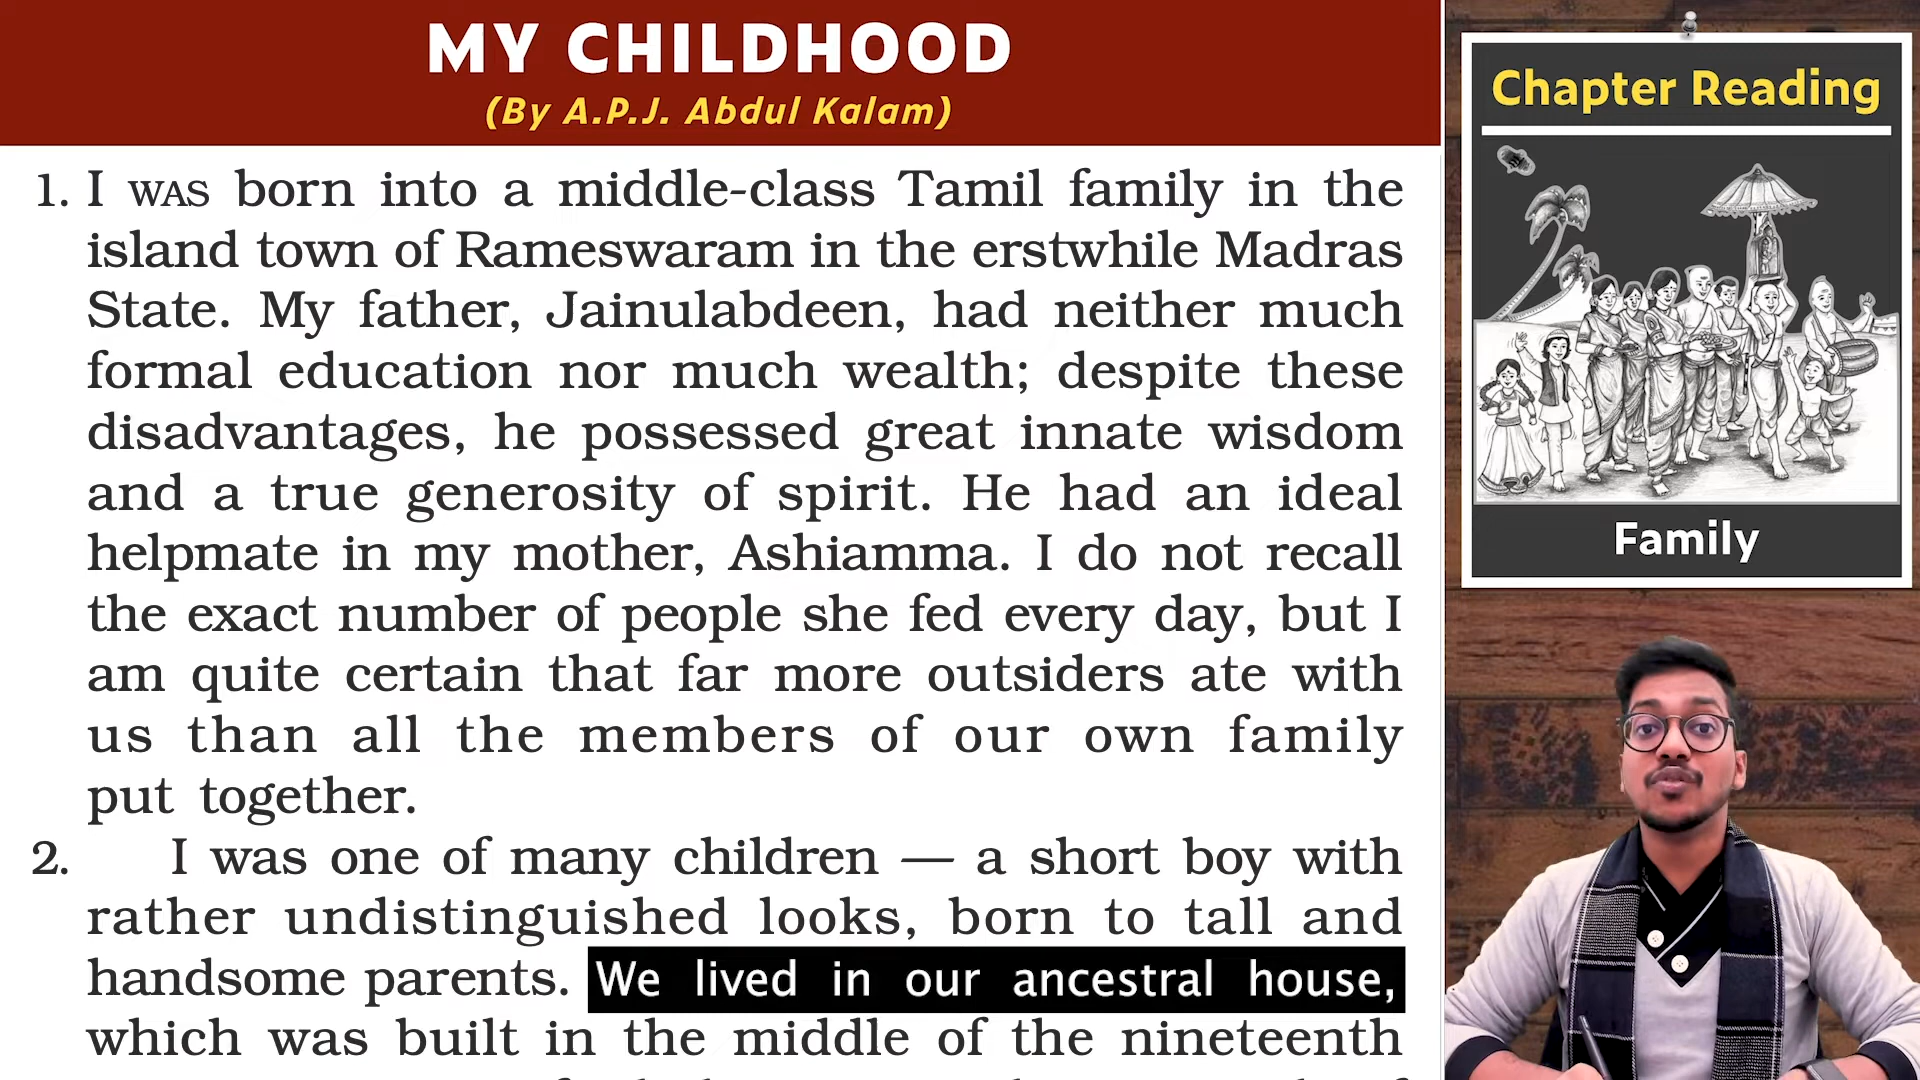 MY CHILDHOOD
(By A.P.J. Abdul Kalam)
1. I WAS born into a middle-class Tamil family in the
island town of Rameswaram in the erstwhile Madras
State. My father, Jainulabdeen, had neither much
formal education nor much wealth; despite these
disadvantages, he possessed great innate wisdom
and a true generosity of spirit. He had an ideal
helpmate in my mother, Ashiamma. I do not recall
the exact number of people she fed every day, but I
am quite certain that far more outsiders ate with
us than all the members of our own family
put together.
2. I was one of many children — a short boy with
rather undistinguished looks, born to tall and
handsome parents. We lived in our ancestral house,
which was built in the middle of the nineteenth
Chapter Reading
Family